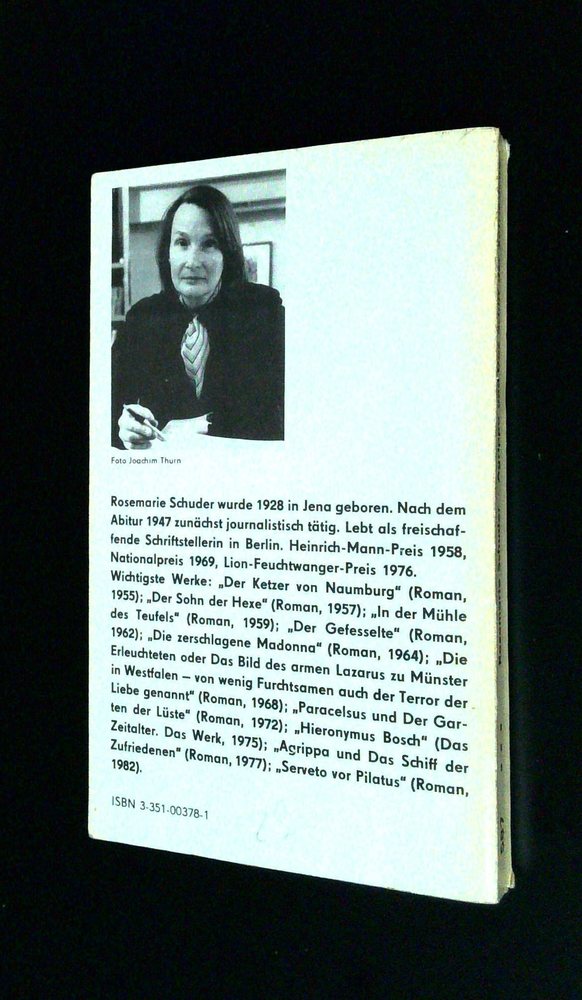 Foto Joachim Thurn
Rosemarie Schuder wurde 1928 in Jena geboren. Nach dem
Abitur 1947 zunächst journalistisch tätig. Lebt als freischaf-
fende Schriftstellerin in Berlin. Heinrich-Mann-Preis 1958,
Nationalpreis 1969, Lion-Feuchtwanger-Preis 1976.
Wichtigste Werke: „Der Ketzer von Naumburg“ (Roman,
1955); „Der Sohn der Hexe“ (Roman, 1957); „In der Mühle
des Teufels“ (Roman, 1959); „Der Gefesselte“ (Roman,
1962); „Die zerschlagene Madonna“ (Roman, 1964); „Die
Erleuchteten oder Das Bild des armen Lazarus zu Münster
in Westfalen – von wenig Furchtsamen auch der Terror der
Liebe genannt“ (Roman, 1968); „Paracelsus und Der Gar-
ten der Lüste“ (Roman, 1972); „Hieronymus Bosch“ (Das
Zeitalter. Das Werk, 1975); „Agrippa und Das Schiff der
Zufriedenen“ (Roman, 1977); „Serveto vor Pilatus“ (Roman,
1982).
ISBN 3-351-00378-1